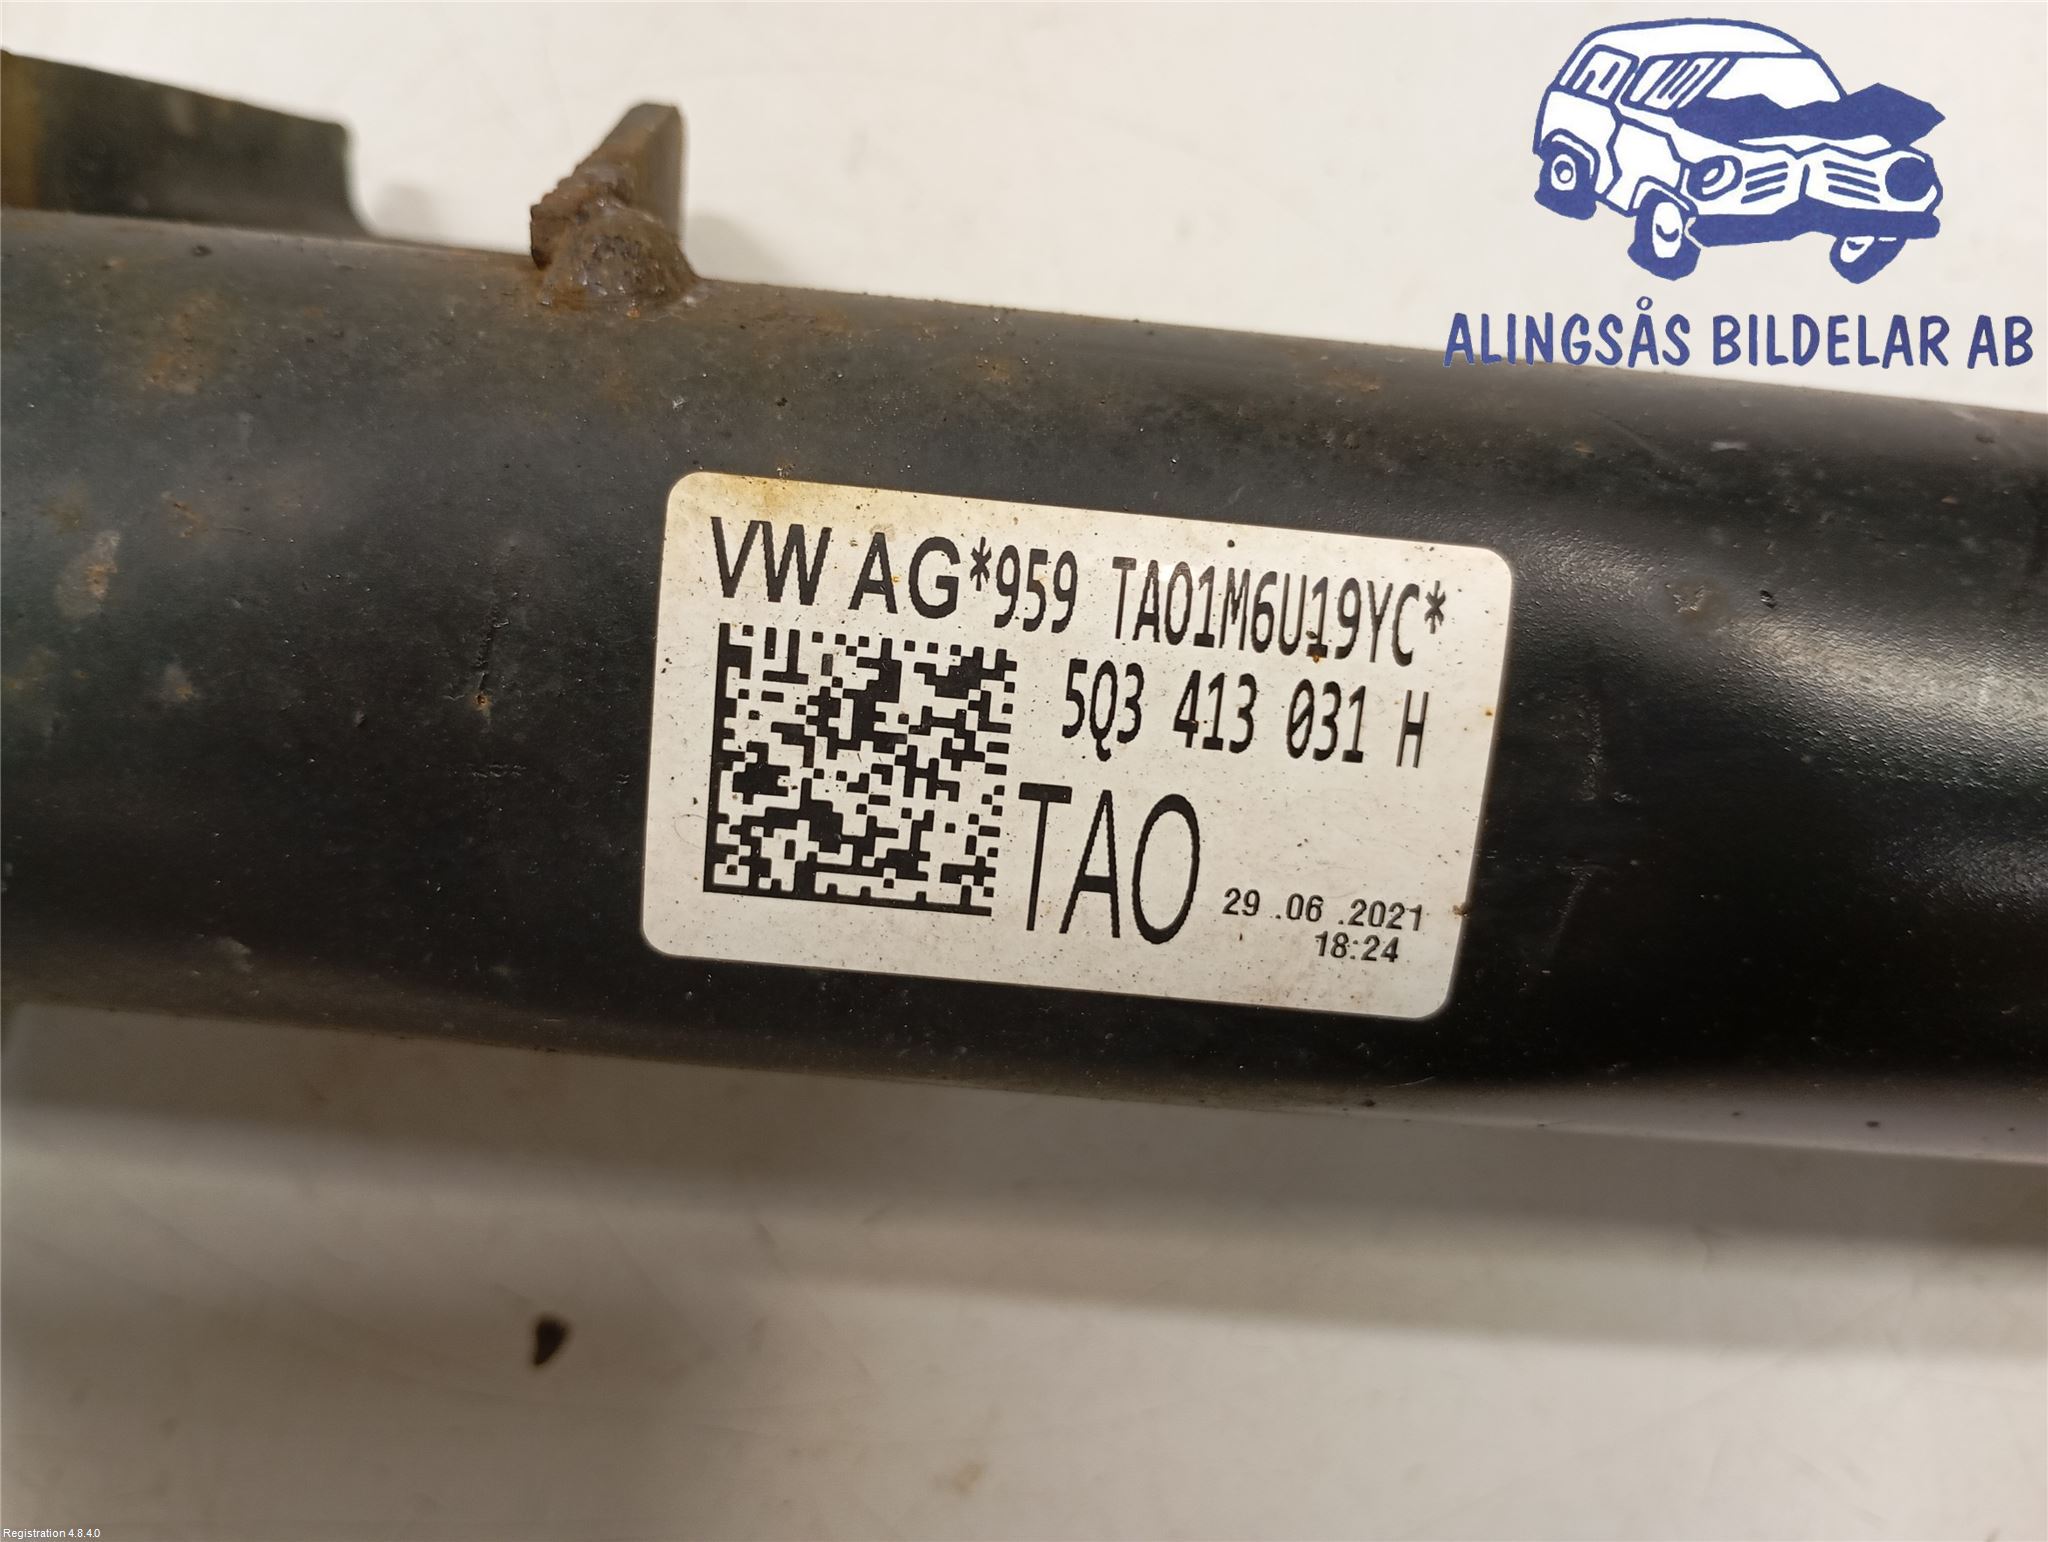 ALINGSÅS BILDELAR AB
VW AG*959 TAO1M6U19YC*
5Q3 413 031 H
TAO
29.06.2021
18:24
Registration 4.8.4.0